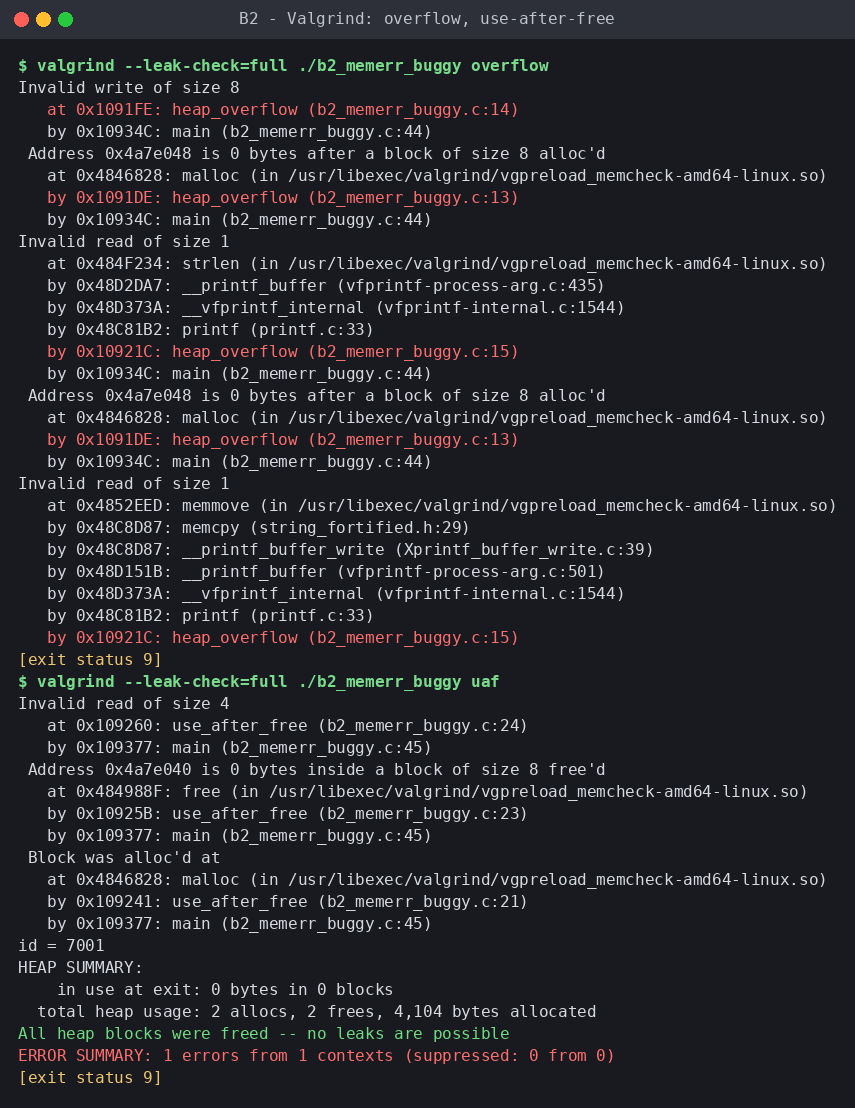 B2 - Valgrind: overflow, use-after-free
$ valgrind --leak-check=full ./b2_memerr_buggy overflow
Invalid write of size 8
   at 0x1091FE: heap_overflow (b2_memerr_buggy.c:14)
   by 0x10934C: main (b2_memerr_buggy.c:44)
 Address 0x4a7e048 is 0 bytes after a block of size 8 alloc'd
   at 0x4846828: malloc (in /usr/libexec/valgrind/vgpreload_memcheck-amd64-linux.so)
   by 0x1091DE: heap_overflow (b2_memerr_buggy.c:13)
   by 0x10934C: main (b2_memerr_buggy.c:44)
Invalid read of size 1
   at 0x484F234: strlen (in /usr/libexec/valgrind/vgpreload_memcheck-amd64-linux.so)
   by 0x48D2DA7: __printf_buffer (vfprintf-process-arg.c:435)
   by 0x48D373A: __vfprintf_internal (vfprintf-internal.c:1544)
   by 0x48C81B2: printf (printf.c:33)
   by 0x10921C: heap_overflow (b2_memerr_buggy.c:15)
   by 0x10934C: main (b2_memerr_buggy.c:44)
 Address 0x4a7e048 is 0 bytes after a block of size 8 alloc'd
   at 0x4846828: malloc (in /usr/libexec/valgrind/vgpreload_memcheck-amd64-linux.so)
   by 0x1091DE: heap_overflow (b2_memerr_buggy.c:13)
   by 0x10934C: main (b2_memerr_buggy.c:44)
Invalid read of size 1
   at 0x4852EED: memmove (in /usr/libexec/valgrind/vgpreload_memcheck-amd64-linux.so)
   by 0x48C8D87: memcpy (string_fortified.h:29)
   by 0x48C8D87: __printf_buffer_write (Xprintf_buffer_write.c:39)
   by 0x48D151B: __printf_buffer (vfprintf-process-arg.c:501)
   by 0x48D373A: __vfprintf_internal (vfprintf-internal.c:1544)
   by 0x48C81B2: printf (printf.c:33)
   by 0x10921C: heap_overflow (b2_memerr_buggy.c:15)
[exit status 9]
$ valgrind --leak-check=full ./b2_memerr_buggy uaf
Invalid read of size 4
   at 0x109260: use_after_free (b2_memerr_buggy.c:24)
   by 0x109377: main (b2_memerr_buggy.c:45)
 Address 0x4a7e040 is 0 bytes inside a block of size 8 free'd
   at 0x484988F: free (in /usr/libexec/valgrind/vgpreload_memcheck-amd64-linux.so)
   by 0x10925B: use_after_free (b2_memerr_buggy.c:23)
   by 0x109377: main (b2_memerr_buggy.c:45)
 Block was alloc'd at
   at 0x4846828: malloc (in /usr/libexec/valgrind/vgpreload_memcheck-amd64-linux.so)
   by 0x109241: use_after_free (b2_memerr_buggy.c:21)
   by 0x109377: main (b2_memerr_buggy.c:45)
id = 7001
HEAP SUMMARY:
    in use at exit: 0 bytes in 0 blocks
  total heap usage: 2 allocs, 2 frees, 4,104 bytes allocated
All heap blocks were freed -- no leaks are possible
ERROR SUMMARY: 1 errors from 1 contexts (suppressed: 0 from 0)
[exit status 9]